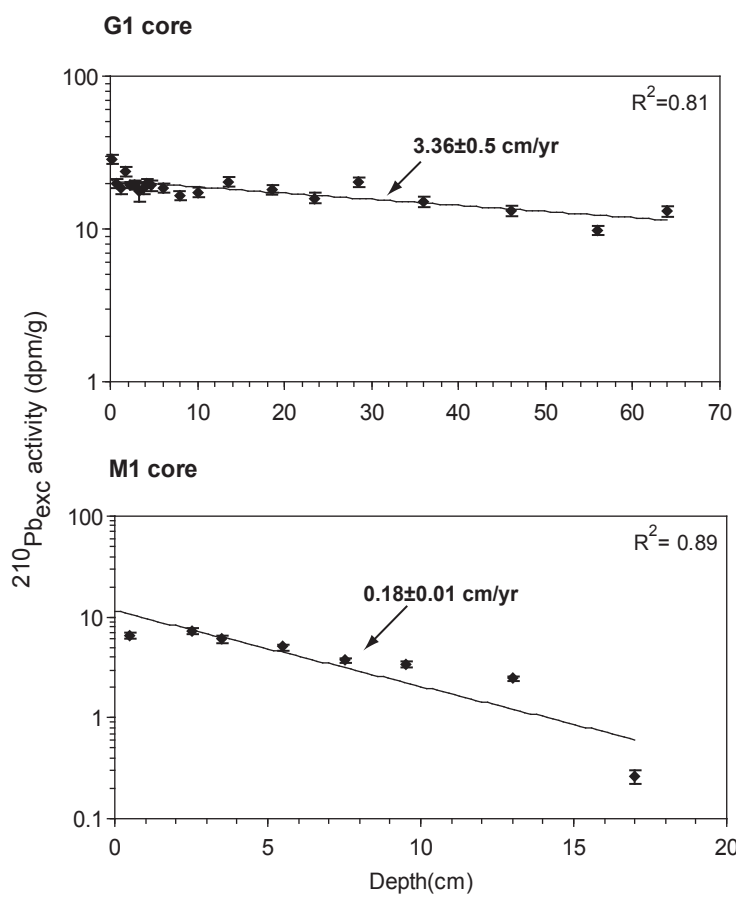 G1 core
100
R²=0.81
3.36±0.5 cm/yr
10
1
0 10 20 30 40 50 60 70
²¹⁰Pbexc activity (dpm/g)
M1 core
100
R²= 0.89
0.18±0.01 cm/yr
10
1
0.1
0 5 10 15 20
Depth(cm)